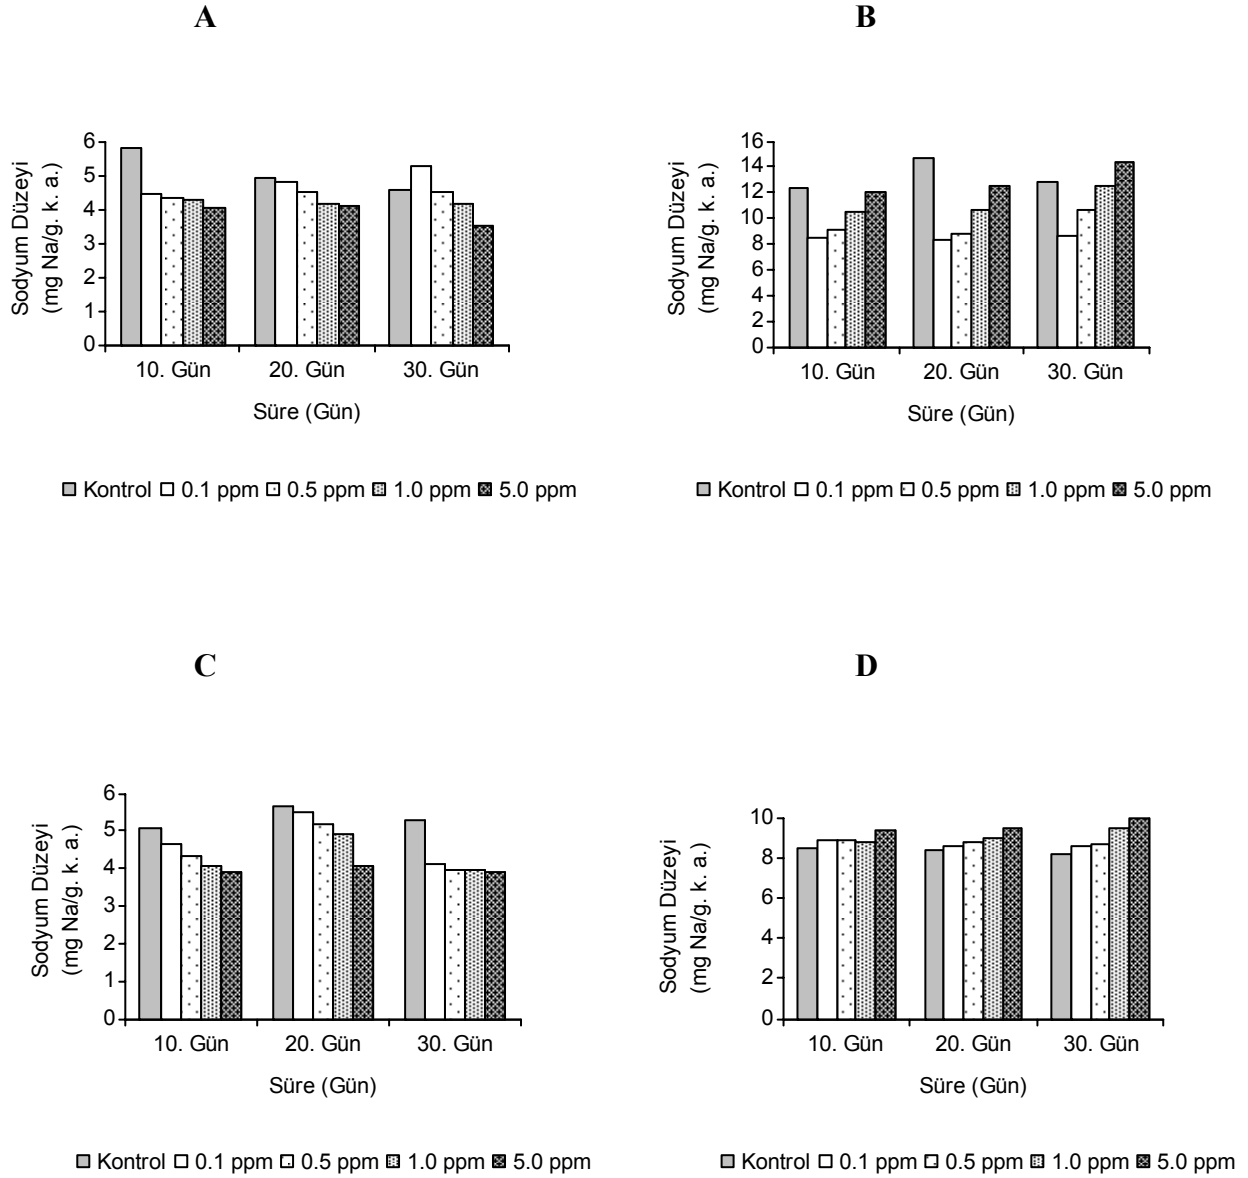 A
B
Sodyum Düzeyi
(mg Na/g. k. a.)
6
5
4
3
2
1
0
10. Gün 20. Gün 30. Gün
Süre (Gün)
Kontrol 0.1 ppm 0.5 ppm 1.0 ppm 5.0 ppm
Sodyum Düzeyi
(mg Na/g. k. a.)
16
14
12
10
8
6
4
2
0
10. Gün 20. Gün 30. Gün
Süre (Gün)
Kontrol 0.1 ppm 0.5 ppm 1.0 ppm 5.0 ppm
C
D
Sodyum Düzeyi
(mg Na/g. k. a.)
6
5
4
3
2
1
0
10. Gün 20. Gün 30. Gün
Süre (Gün)
Kontrol 0.1 ppm 0.5 ppm 1.0 ppm 5.0 ppm
Sodyum Düzeyi
(mg Na/g. k. a.)
10
8
6
4
2
0
10. Gün 20. Gün 30. Gün
Süre (Gün)
Kontrol 0.1 ppm 0.5 ppm 1.0 ppm 5.0 ppm